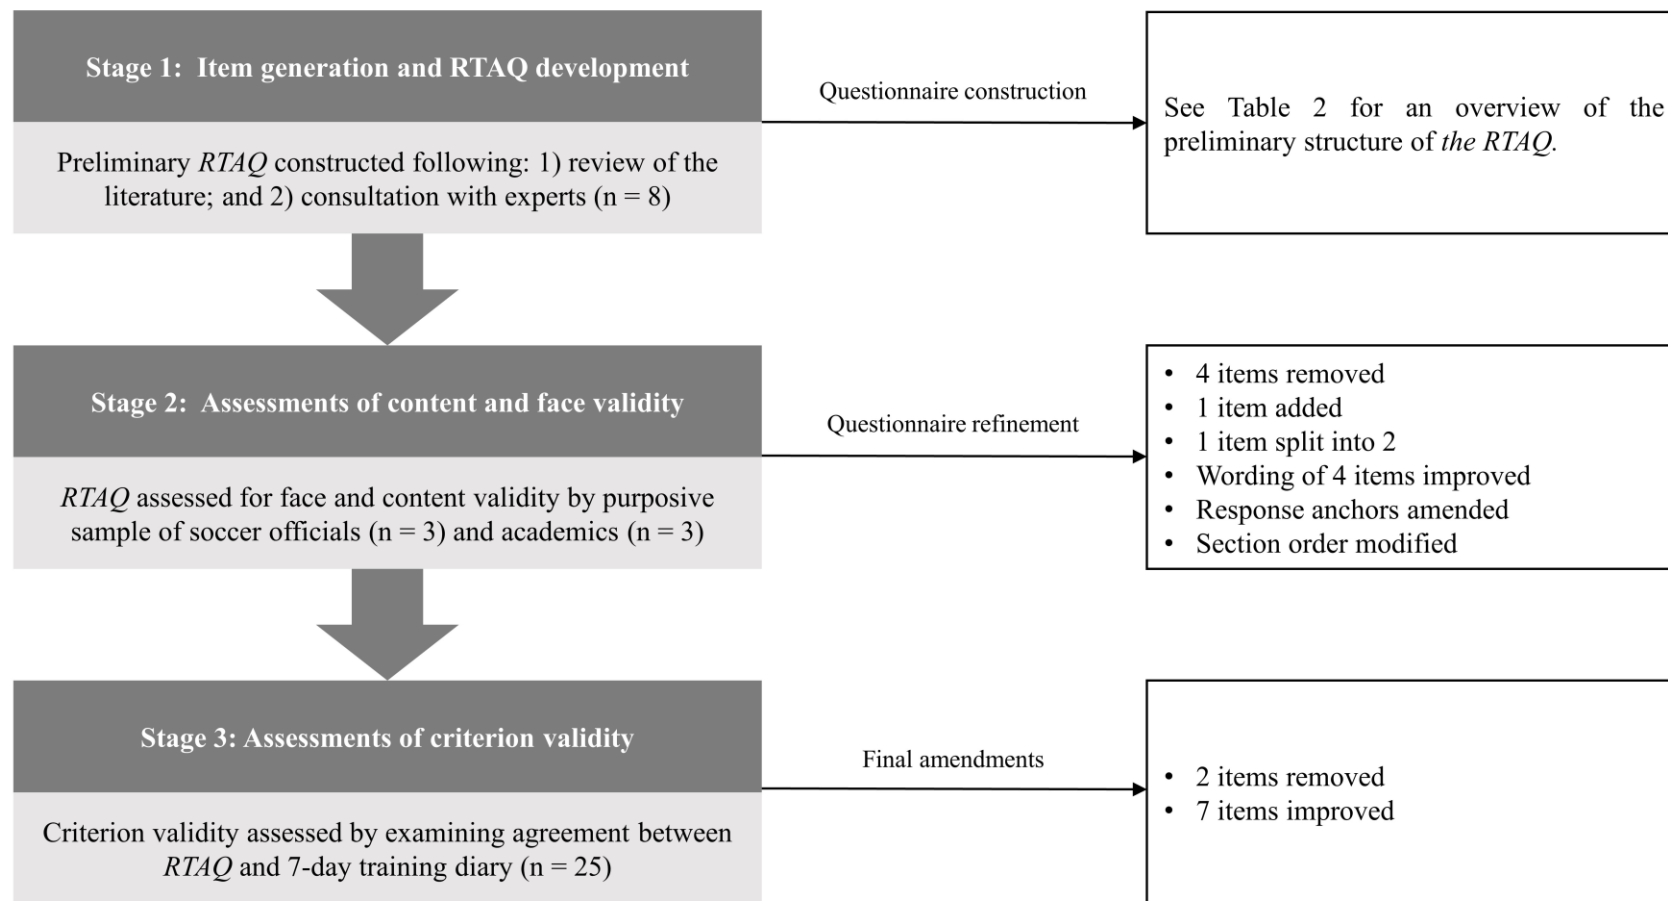 Stage 1: Item generation and RTAQ development
Preliminary RTAQ constructed following: 1) review of the
literature; and 2) consultation with experts (n = 8)
Questionnaire construction
See Table 2 for an overview of the
preliminary structure of the RTAQ.
Stage 2: Assessments of content and face validity
RTAQ assessed for face and content validity by purposive
sample of soccer officials (n = 3) and academics (n = 3)
Questionnaire refinement
• 4 items removed
• 1 item added
• 1 item split into 2
• Wording of 4 items improved
• Response anchors amended
• Section order modified
Stage 3: Assessments of criterion validity
Criterion validity assessed by examining agreement between
RTAQ and 7-day training diary (n = 25)
Final amendments
• 2 items removed
• 7 items improved